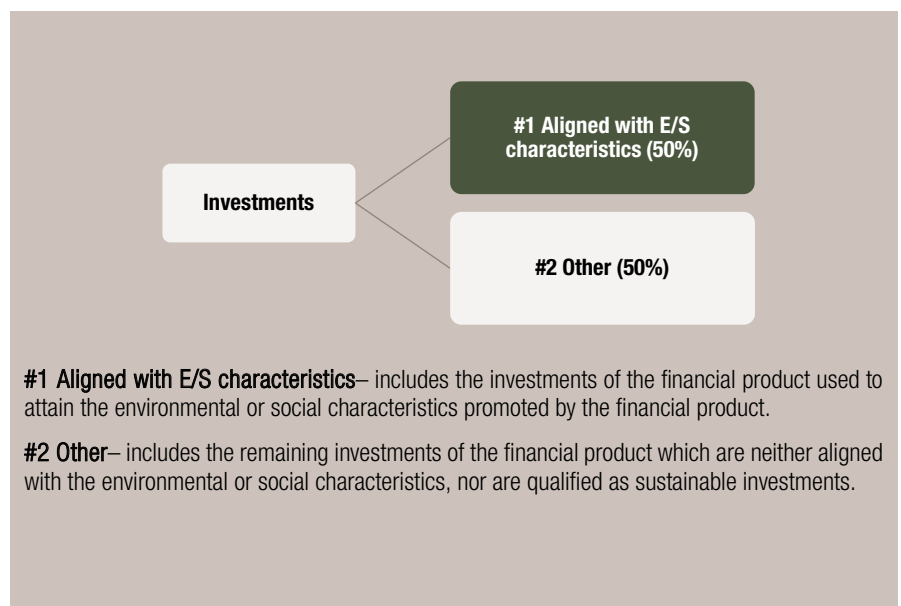 #1 Aligned with E/S
characteristics (50%)
Investments
#2 Other (50%)
#1 Aligned with E/S characteristics– includes the investments of the financial product used to
attain the environmental or social characteristics promoted by the financial product.
#2 Other– includes the remaining investments of the financial product which are neither aligned
with the environmental or social characteristics, nor are qualified as sustainable investments.